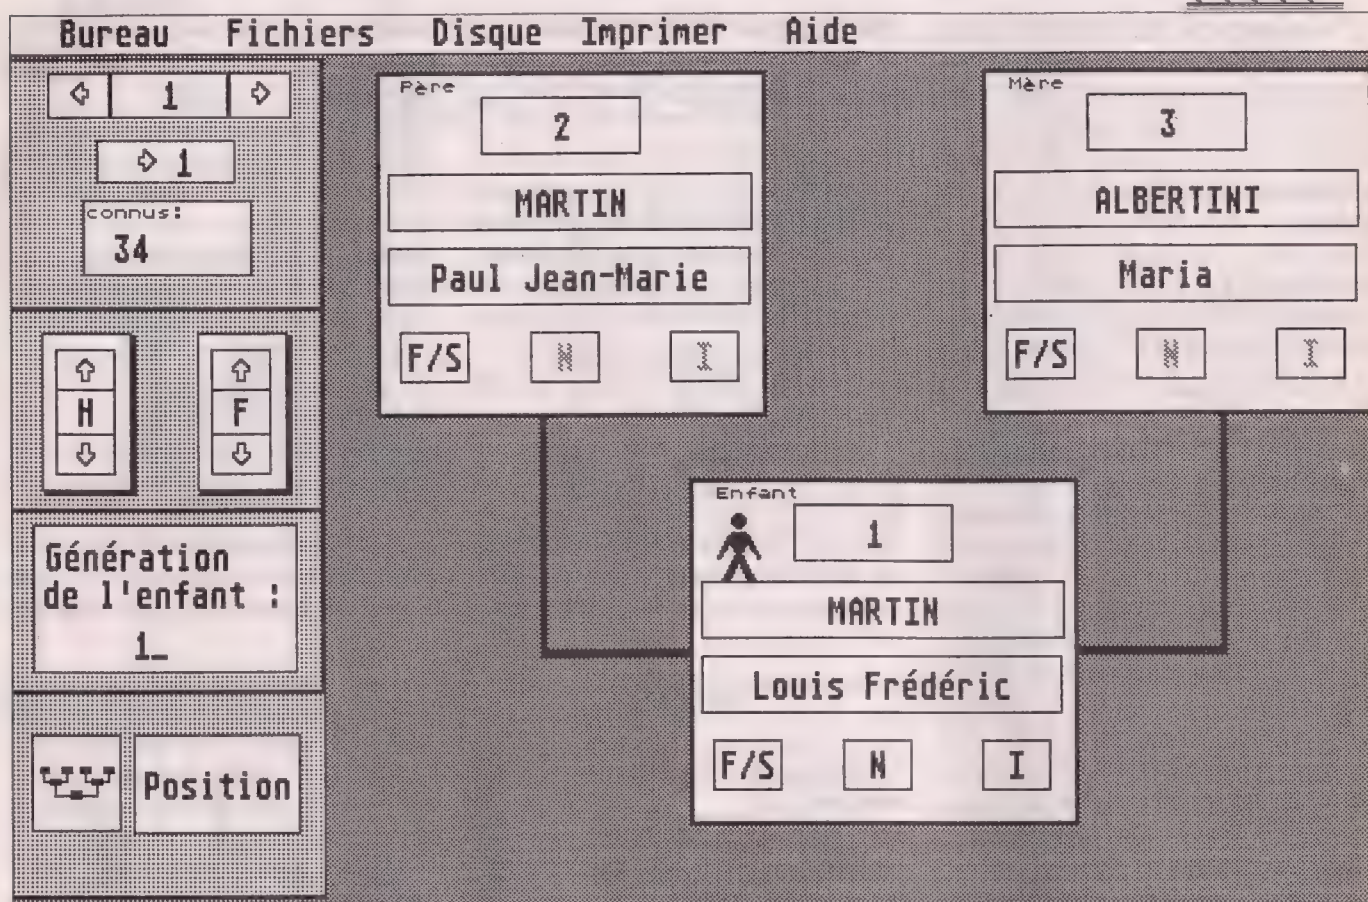 Bureau Fichiers Disque Imprimer Aide
1
1
connus:
34
H
F
Génération
de l'enfant :
1_
Position
Père
2
MARTIN
Paul Jean-Marie
F/S N I
Mère
3
ALBERTINI
Maria
F/S N I
Enfant
1
MARTIN
Louis Frédéric
F/S N I